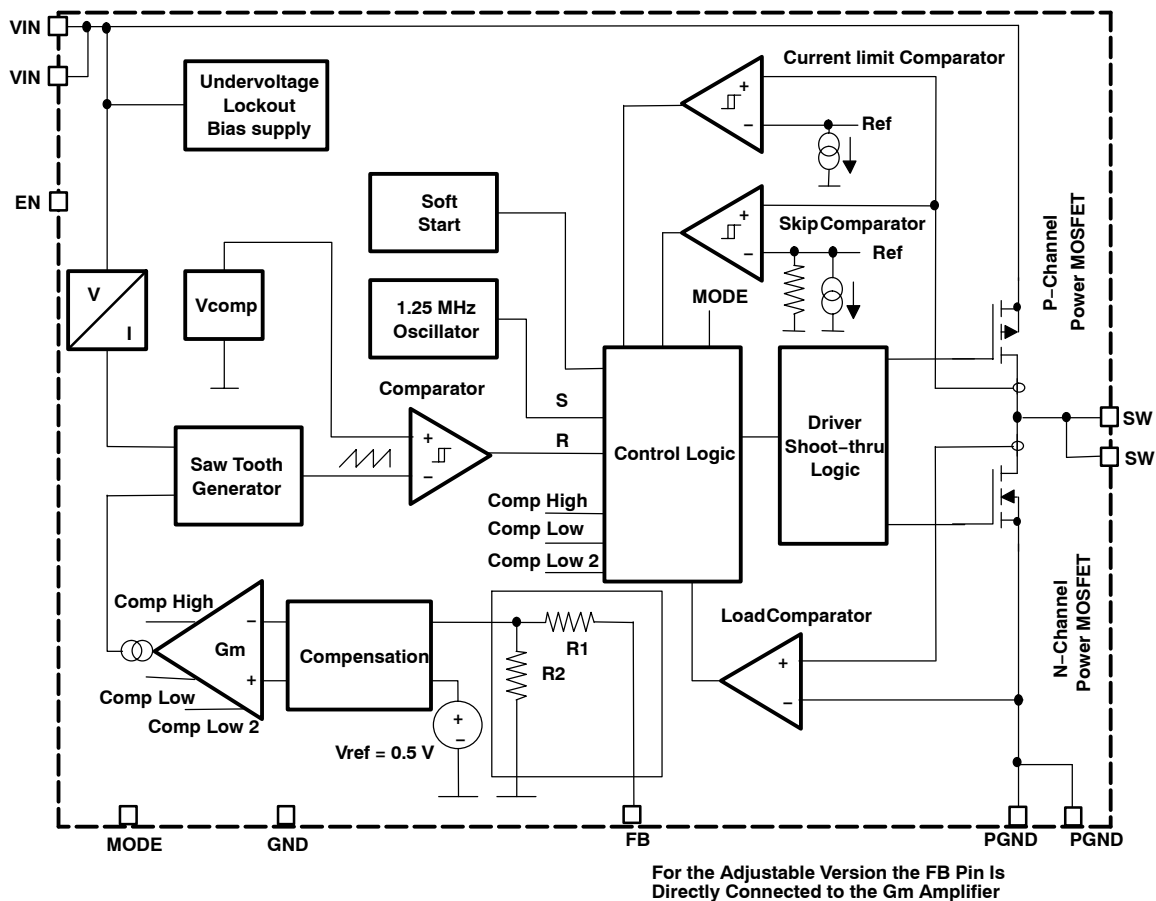 VIN
VIN
EN
Undervoltage
Lockout
Bias supply
Current limit Comparator
+
−
Ref
Soft
Start
Skip Comparator
+
−
Ref
P−Channel
Power MOSFET
V
I
Vcomp
1.25 MHz
Oscillator
MODE
Comparator
+
−
S
R
Saw Tooth
Generator
Control Logic
Driver
Shoot−thru
Logic
SW
SW
Comp High
Comp Low
Comp Low 2
Comp High
Gm
−
+
Comp Low
Comp Low 2
Compensation
R1
R2
+
−
Vref = 0.5 V
Load Comparator
+
−
N−Channel
Power MOSFET
MODE
GND
FB
PGND
PGND
For the Adjustable Version the FB Pin Is
Directly Connected to the Gm Amplifier